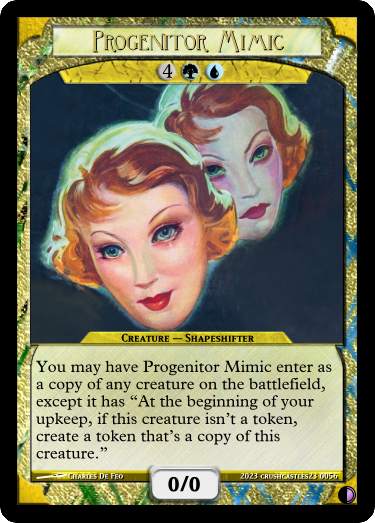 Progenitor Mimic
4
Creature — Shapeshifter
You may have Progenitor Mimic enter as
a copy of any creature on the battlefield,
except it has “At the beginning of your
upkeep, if this creature isn’t a token,
create a token that’s a copy of this
creature.”
Charles De Feo
2023 crushcastles23 0056
0/0